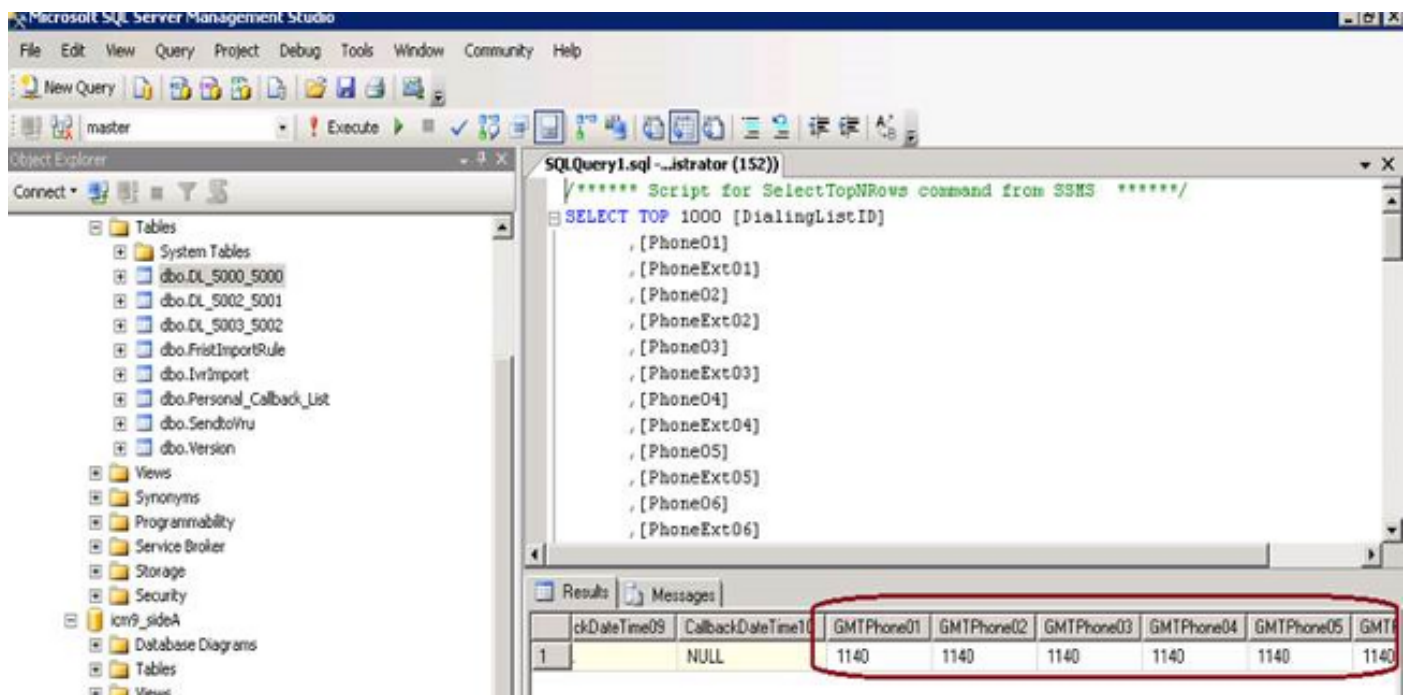 Microsoft SQL Server Management Studio
File Edit View Query Project Debug Tools Window Community Help
New Query
master Execute
Object Explorer
Connect
Tables
System Tables
dbo.DL_5000_5000
dbo.DL_5002_5001
dbo.DL_5003_5002
dbo.FristImportRule
dbo.IvrImport
dbo.Personal_Callback_List
dbo.SendtoVru
dbo.Version
Views
Synonyms
Programmability
Service Broker
Storage
Security
icm9_sideA
Database Diagrams
Tables
Views
SQLQuery1.sql -...istrator (152))
/****** Script for SelectTopNRows command from SSMS ******/
SELECT TOP 1000 [DialingListID]
,[Phone01]
,[PhoneExt01]
,[Phone02]
,[PhoneExt02]
,[Phone03]
,[PhoneExt03]
,[Phone04]
,[PhoneExt04]
,[Phone05]
,[PhoneExt05]
,[Phone06]
,[PhoneExt06]
Results Messages
ckDateTime09 CallbackDateTime10 GMTPhone01 GMTPhone02 GMTPhone03 GMTPhone04 GMTPhone05 GMTF
1 . NULL 1140 1140 1140 1140 1140 1140